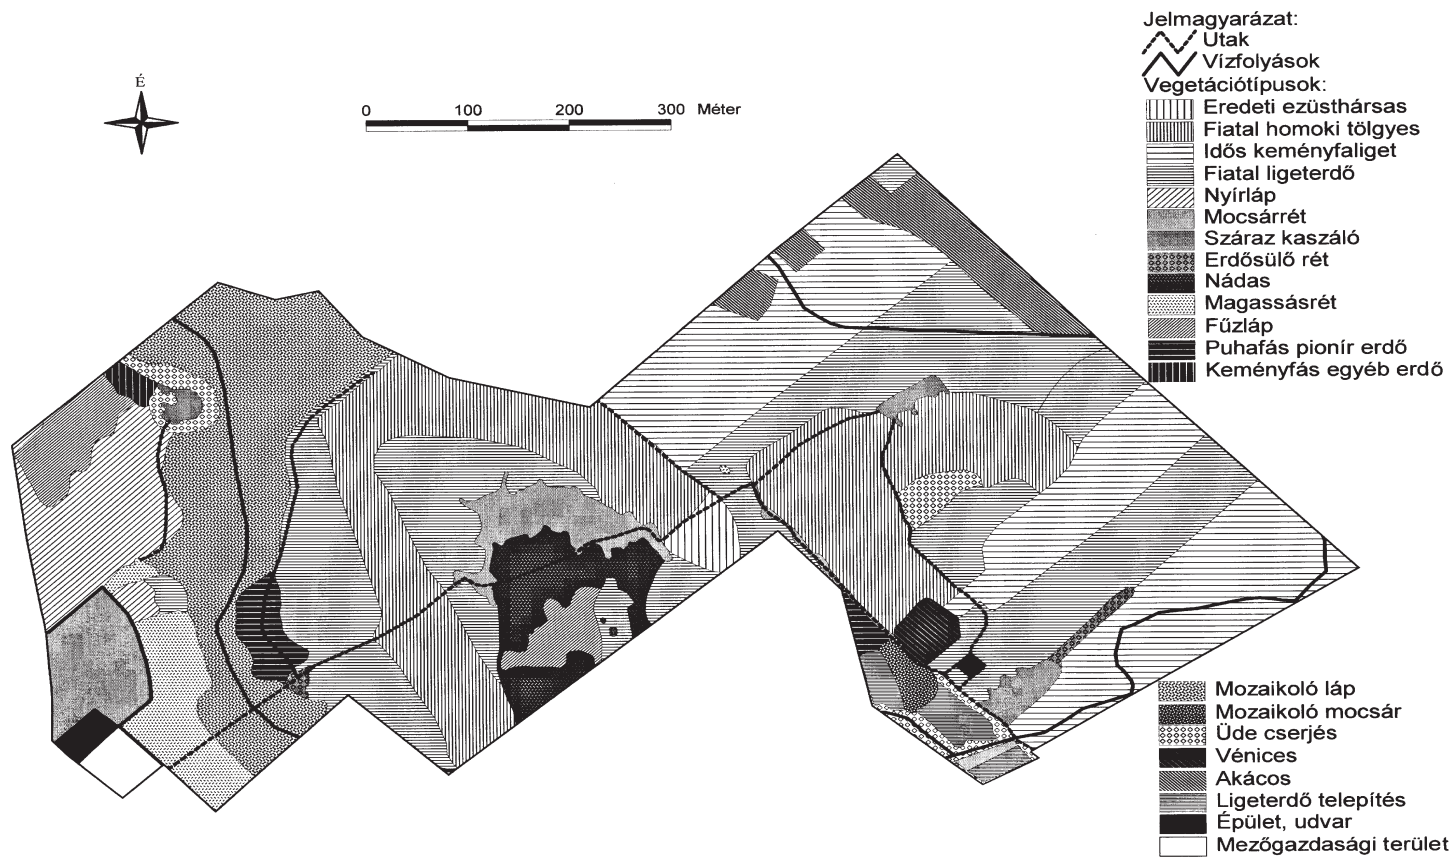 Jelmagyarázat:
Utak
Vízfolyások
Vegetációtípusok:
Eredeti ezüsthársas
Fiatal homoki tölgyes
Idős keményfaliget
Fiatal ligeterdő
Nyírláp
Mocsárrét
Száraz kaszáló
Erdősülő rét
Nádas
Magassásrét
Fűzláp
Puhafás pionír erdő
Keményfás egyéb erdő
É
0 100 200 300 Méter
Mozaikoló láp
Mozaikoló mocsár
Üde cserjés
Vénices
Akácos
Ligeterdő telepítés
Épület, udvar
Mezőgazdasági terület